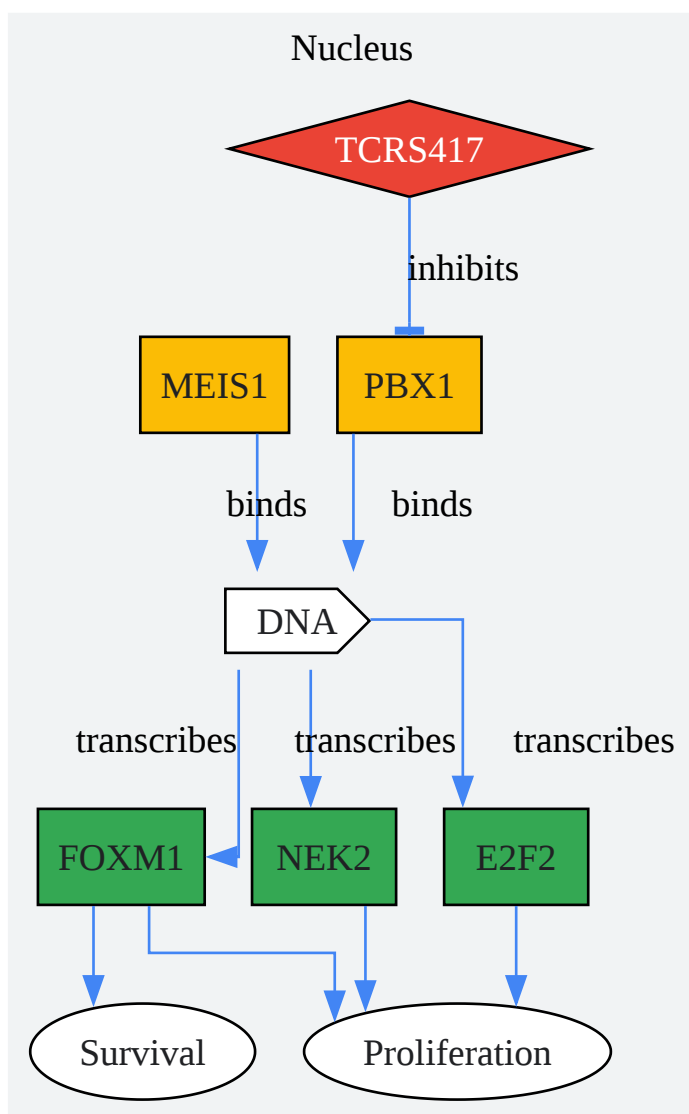 Nucleus
TCRS417
inhibits
MEIS1
PBX1
binds
binds
DNA
transcribes
transcribes
transcribes
FOXM1
NEK2
E2F2
Survival
Proliferation